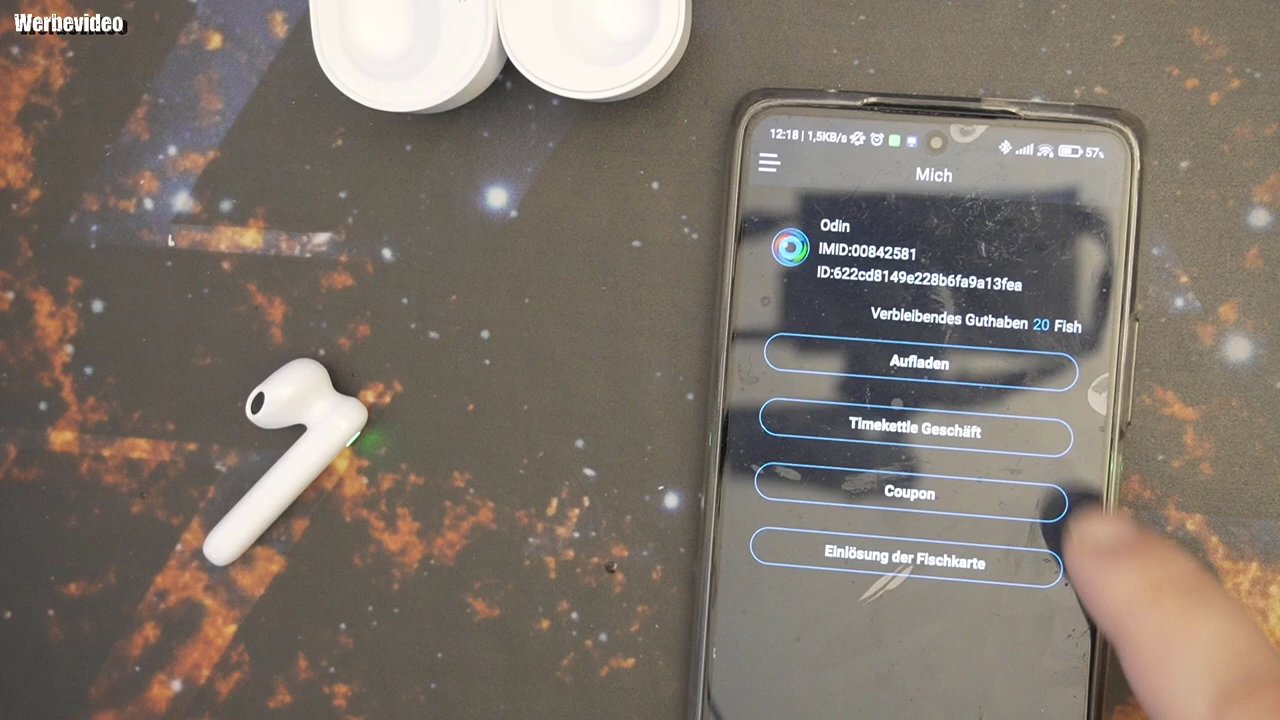 Werbevideo
12:18 | 1,5KB/s
57%
Mich
Odin
IMID:00842581
ID:622cd8149e228b6fa9a13fea
Verbleibendes Guthaben 20 Fish
Aufladen
Timekettle Geschäft
Coupon
Einlösung der Fischkarte